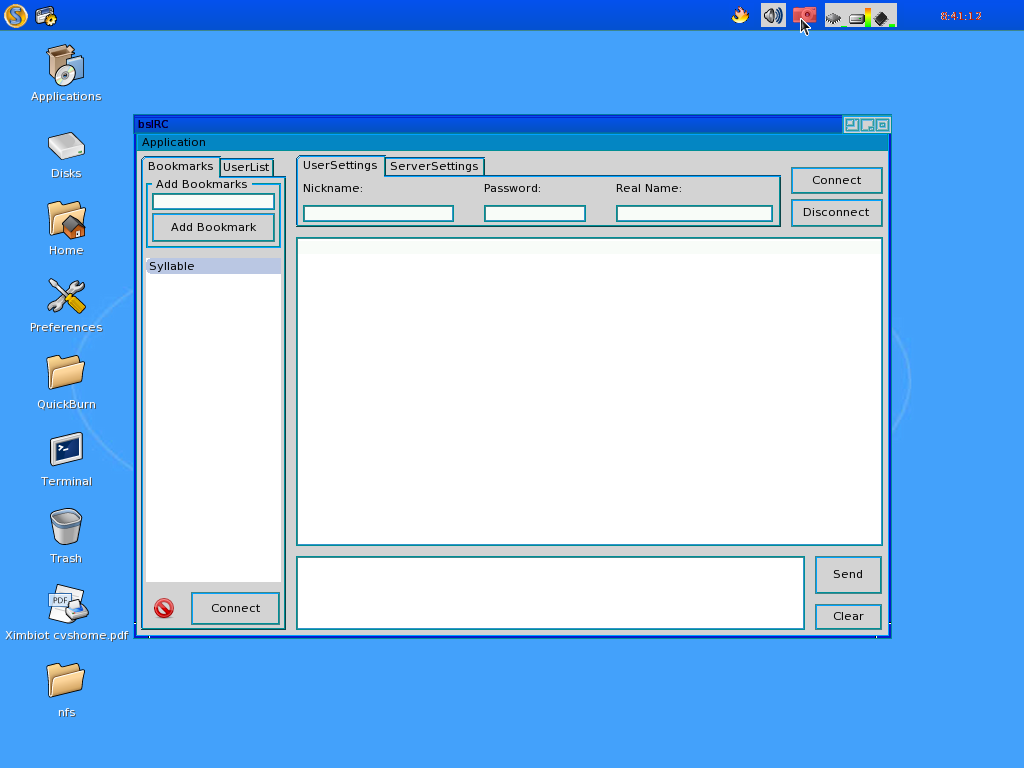 8:41:17
Applications
Disks
Home
Preferences
QuickBurn
Terminal
Trash
PDF
Ximbiot cvshome.pdf
nfs
bsIRC
Application
Bookmarks UserList
Add Bookmarks
Add Bookmark
Syllable
Connect
UserSettings ServerSettings
Nickname: Password: Real Name:
Connect
Disconnect
Send
Clear